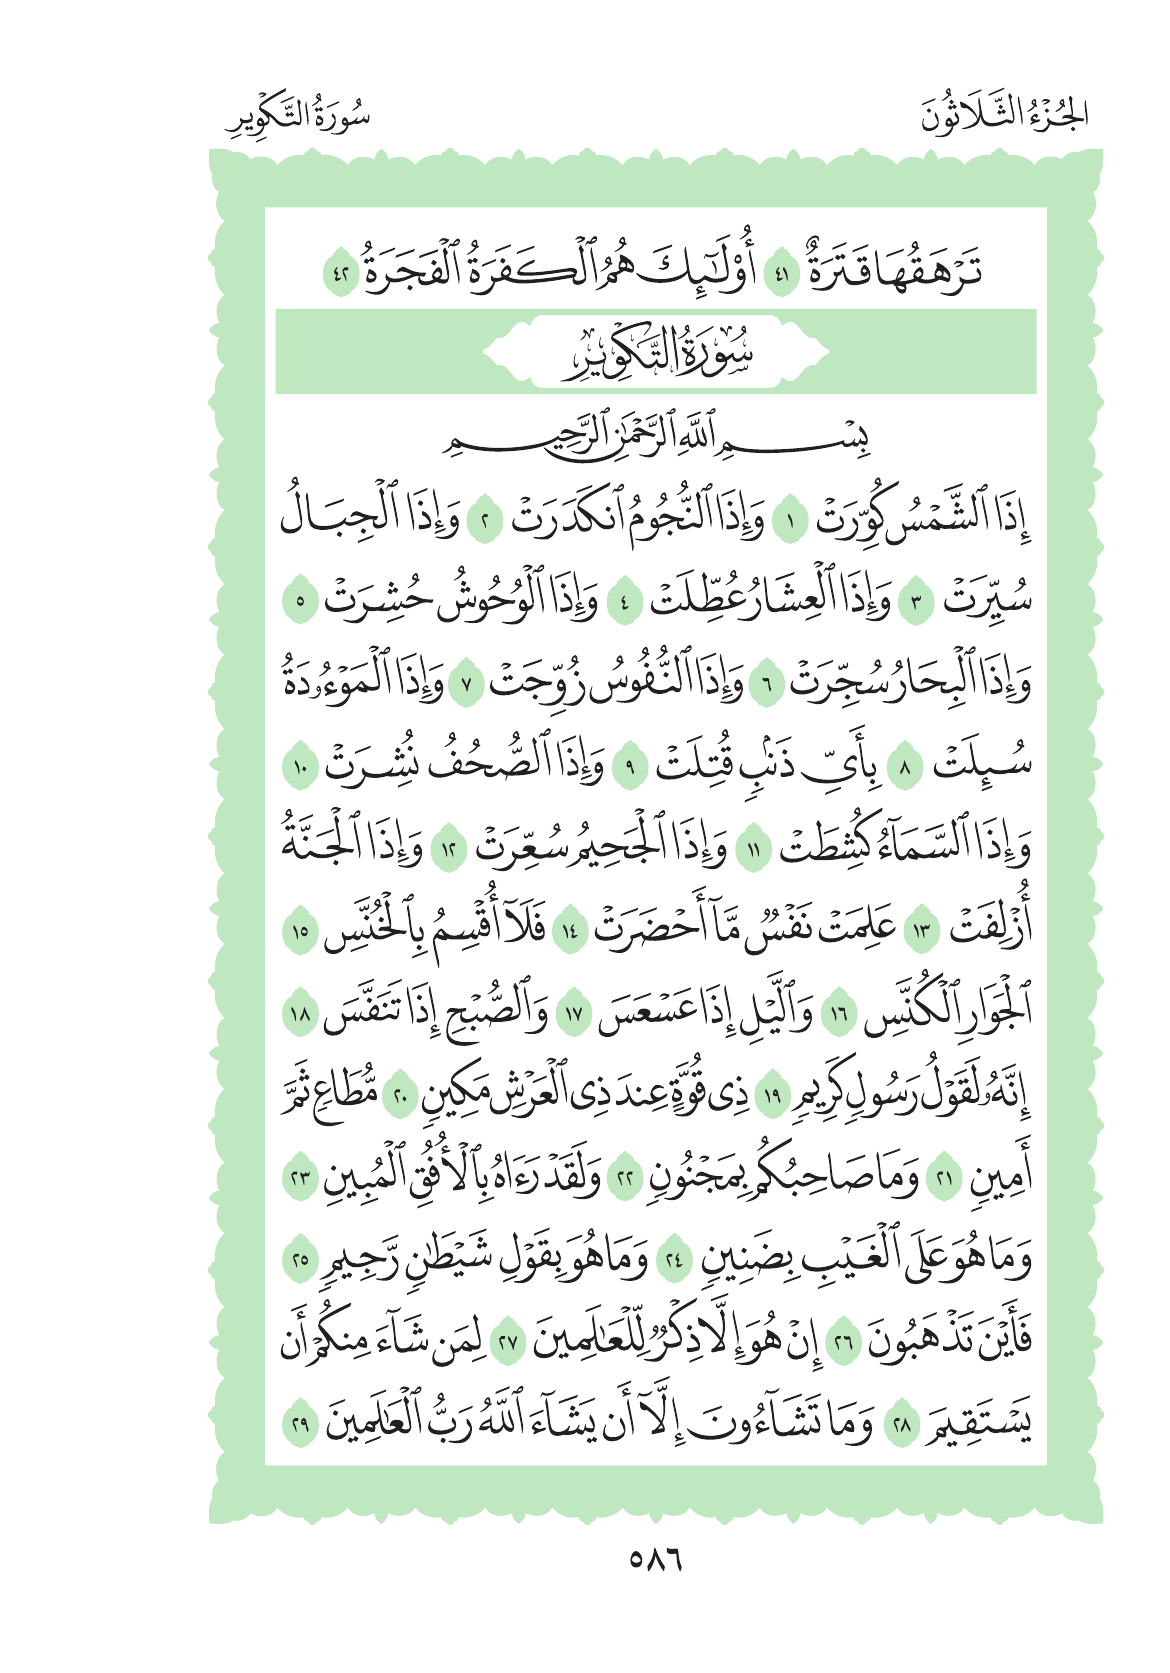 الجُزْءُ الثَّلَاثُونَ
سُورَةُ التَّكْوِيرِ
تَرْهَقُهَا قَتَرَةٌ ٤١ أُوْلَٰٓئِكَ هُمُ ٱلْكَفَرَةُ ٱلْفَجَرَةُ ٤٢
سُورَةُ التَّكْوِيرِ
بِسْمِ ٱللَّهِ ٱلرَّحْمَٰنِ ٱلرَّحِيمِ
إِذَا ٱلشَّمْسُ كُوِّرَتْ ١ وَإِذَا ٱلنُّجُومُ ٱنكَدَرَتْ ٢ وَإِذَا ٱلْجِبَالُ
سُيِّرَتْ ٣ وَإِذَا ٱلْعِشَارُ عُطِّلَتْ ٤ وَإِذَا ٱلْوُحُوشُ حُشِرَتْ ٥
وَإِذَا ٱلْبِحَارُ سُجِّرَتْ ٦ وَإِذَا ٱلنُّفُوسُ زُوِّجَتْ ٧ وَإِذَا ٱلْمَوْءُۥدَةُ
سُئِلَتْ ٨ بِأَيِّ ذَنۢبٍ قُتِلَتْ ٩ وَإِذَا ٱلصُّحُفُ نُشِرَتْ ١٠
وَإِذَا ٱلسَّمَآءُ كُشِطَتْ ١١ وَإِذَا ٱلْجَحِيمُ سُعِّرَتْ ١٢ وَإِذَا ٱلْجَنَّةُ
أُزْلِفَتْ ١٣ عَلِمَتْ نَفْسٌ مَّآ أَحْضَرَتْ ١٤ فَلَآ أُقْسِمُ بِٱلْخُنَّسِ ١٥
ٱلْجَوَارِ ٱلْكُنَّسِ ١٦ وَٱلَّيْلِ إِذَا عَسْعَسَ ١٧ وَٱلصُّبْحِ إِذَا تَنَفَّسَ ١٨
إِنَّهُۥ لَقَوْلُ رَسُولٍ كَرِيمٍ ١٩ ذِى قُوَّةٍ عِندَ ذِى ٱلْعَرْشِ مَكِينٍ ٢٠ مُّطَاعٍ ثَمَّ
أَمِينٍ ٢١ وَمَا صَاحِبُكُم بِمَجْنُونٍ ٢٢ وَلَقَدْ رَءَاهُ بِٱلْأُفُقِ ٱلْمُبِينِ ٢٣
وَمَا هُوَ عَلَى ٱلْغَيْبِ بِضَنِينٍ ٢٤ وَمَا هُوَ بِقَوْلِ شَيْطَٰنٍ رَّجِيمٍ ٢٥
فَأَيْنَ تَذْهَبُونَ ٢٦ إِنْ هُوَ إِلَّا ذِكْرٌ لِّلْعَٰلَمِينَ ٢٧ لِمَن شَآءَ مِنكُمْ أَن
يَسْتَقِيمَ ٢٨ وَمَا تَشَآءُونَ إِلَّآ أَن يَشَآءَ ٱللَّهُ رَبُّ ٱلْعَٰلَمِينَ ٢٩
٥٨٦